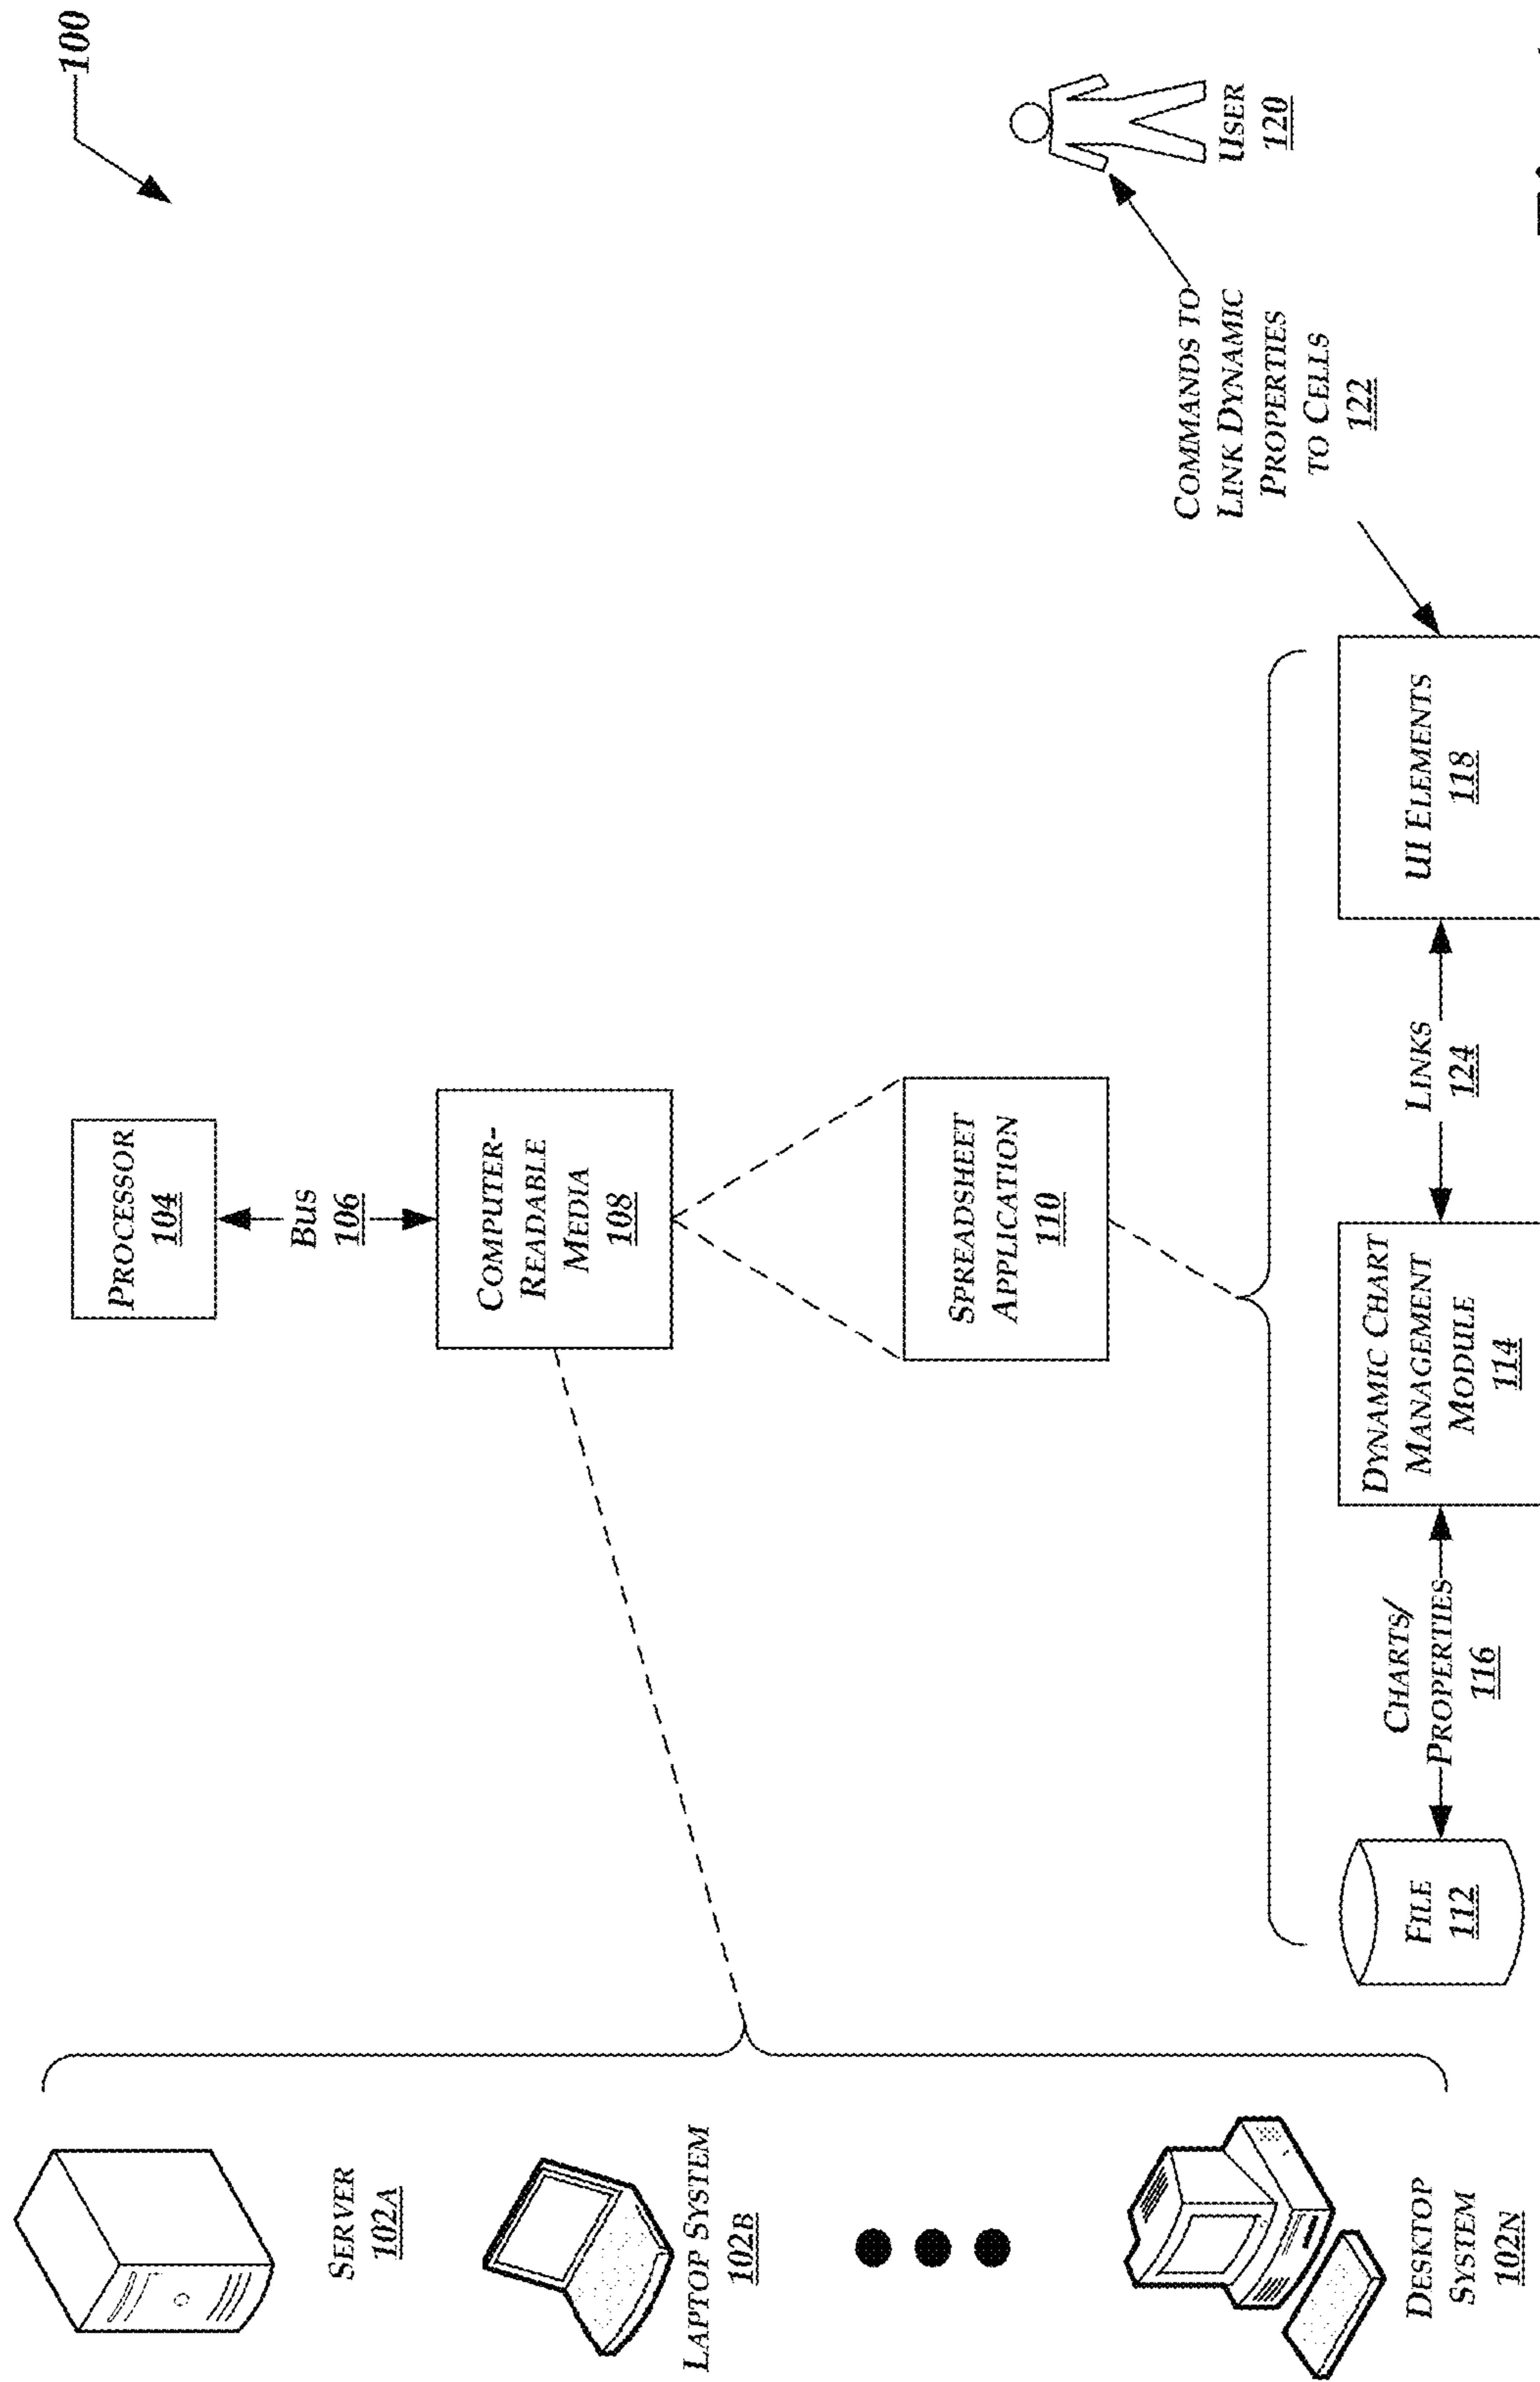 100
SERVER
102A
LAPTOP SYSTEM
102B
DESKTOP
SYSTEM
102N
PROCESSOR
104
BUS
106
COMPUTER-
READABLE
MEDIA
108
SPREADSHEET
APPLICATION
110
FILE
112
CHARTS/
PROPERTIES
116
DYNAMIC CHART
MANAGEMENT
MODULE
114
LINKS
124
UI ELEMENTS
118
COMMANDS TO
LINK DYNAMIC
PROPERTIES
TO CELLS
122
USER
120